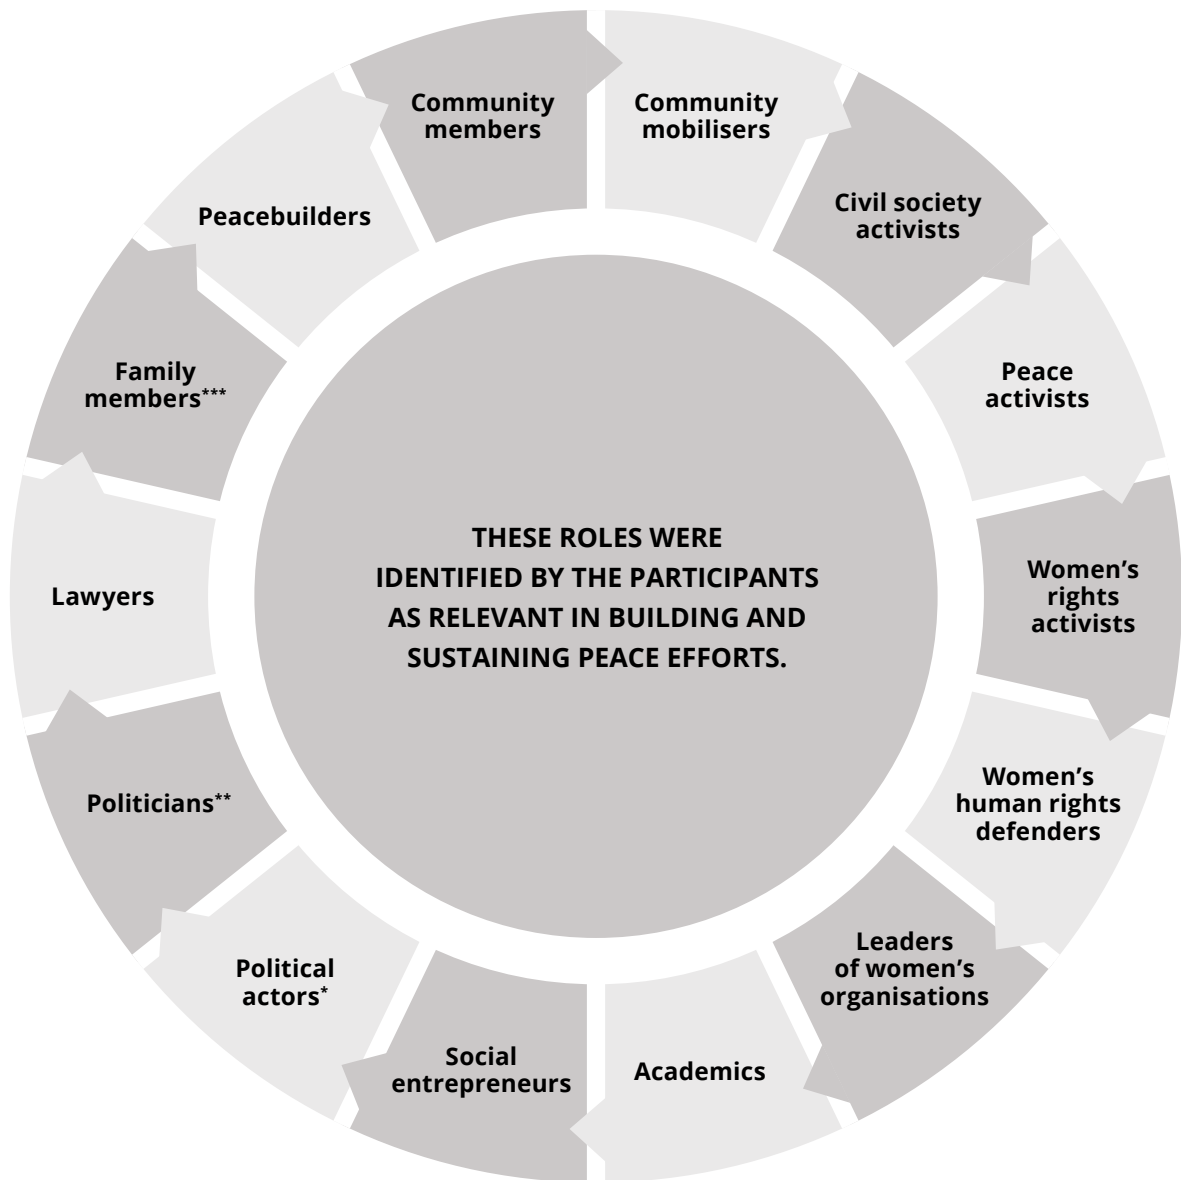 Community
members
Community
mobilisers
Civil society
activists
Peace
activists
Women’s
rights
activists
Women’s
human rights
defenders
Leaders
of women’s
organisations
Academics
Social
entrepreneurs
Political
actors*
Politicians**
Lawyers
Family
members***
Peacebuilders
THESE ROLES WERE
IDENTIFIED BY THE PARTICIPANTS
AS RELEVANT IN BUILDING AND
SUSTAINING PEACE EFFORTS.